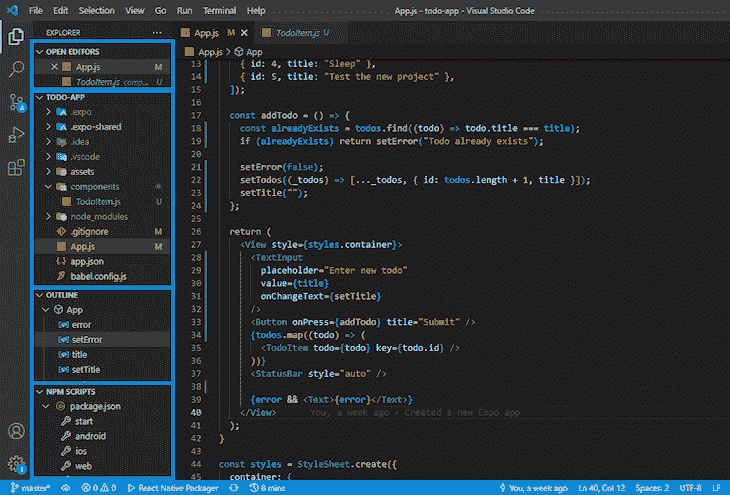 File Edit Selection View Go Run Terminal Help App.js - todo-app - Visual Studio Code
EXPLORER ...
OPEN EDITORS
App.js M
TodoItem.js comp... U
TODO-APP
.expo
.expo-shared
.idea
.vscode
assets
components
TodoItem.js U
node_modules
.gitignore M
App.js M
app.json
babel.config.js
OUTLINE
App
error
setError
title
setTitle
NPM SCRIPTS
package.json
start
android
ios
web
App.js M TodoItem.js U
App.js > App
13 { id: 4, title: "Sleep" },
14 { id: 5, title: "Test the new project" },
15 ]);
16
17 const addTodo = () => {
18 const alreadyExists = todos.find((todo) => todo.title === title);
19 if (alreadyExists) return setError("Todo already exists");
20
21 setError(false);
22 setTodos((_todos) => [..._todos, { id: todos.length + 1, title }]);
23 setTitle("");
24 };
25
26 return (
27 <View style={styles.container}>
28 <TextInput
29 placeholder="Enter new todo"
30 value={title}
31 onChangeText={setTitle}
32 />
33 <Button onPress={addTodo} title="Submit" />
34 {todos.map((todo) => (
35 <TodoItem todo={todo} key={todo.id} />
36 ))}
37 <StatusBar style="auto" />
38
39 {error && <Text>{error}</Text>}
40 </View> You, a week ago • Created a new Expo app
41 );
42 }
43
44 const styles = StyleSheet.create({
45 container: {
master* 0 0 React Native Packager 8 mins You, a week ago Ln 40, Col 12 Spaces: 2 UTF-8 LF